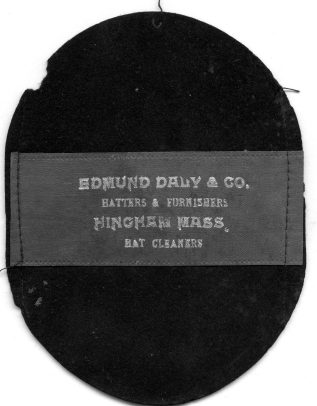 EDMUND DALY & CO.
HATTERS & FURNISHERS
HINGHAM MASS.
HAT CLEANERS